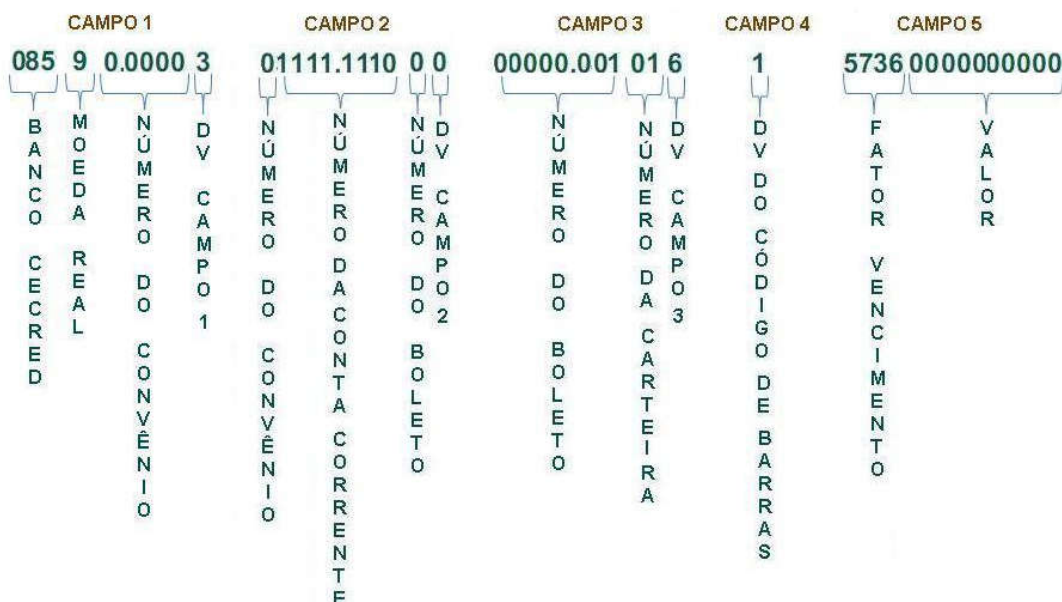 CAMPO 1 CAMPO 2 CAMPO 3 CAMPO 4 CAMPO 5
085 9 0.0000 3 01111.1110 0 0 00000.001 01 6 1 5736 0000000000
BANCO CECRED
MOEDA REAL
NÚMERO DO CONVÊNIO
DV CAMPO 1
NÚMERO DO CONVÊNIO
NÚMERO DA CONTA CORRENTE
NÚMERO DO BOLETO
DV CAMPO 2
NÚMERO DO BOLETO
NÚMERO DA CARTEIRA
DV CAMPO 3
DV DO CÓDIGO DE BARRAS
FATOR VENCIMENTO
VALOR